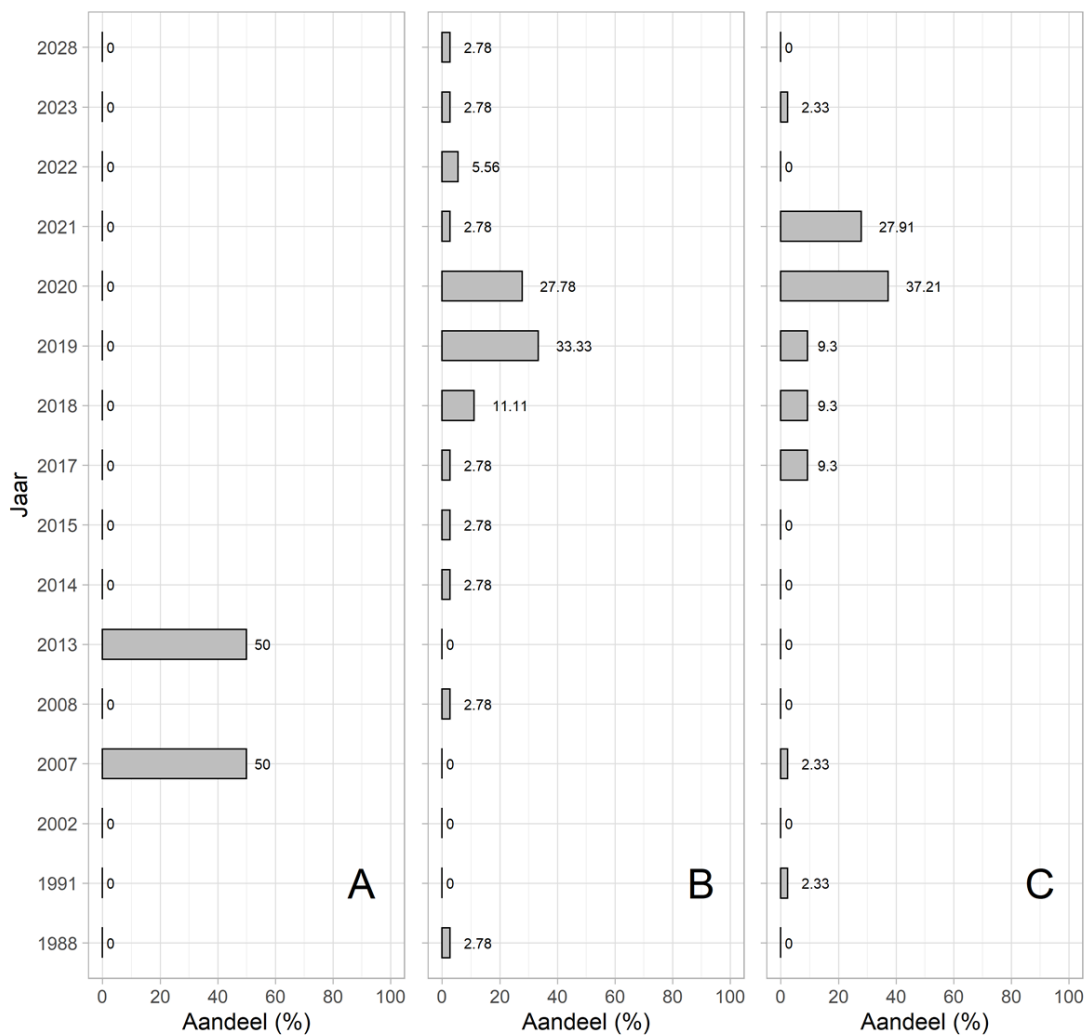 Jaar
2028 0 2.78 0
2023 0 2.78 2.33
2022 0 5.56 0
2021 0 2.78 27.91
2020 0 27.78 37.21
2019 0 33.33 9.3
2018 0 11.11 9.3
2017 0 2.78 9.3
2015 0 2.78 0
2014 0 2.78 0
2013 50 0 0
2008 0 2.78 0
2007 50 0 2.33
2002 0 0 0
1991 0 0 2.33
A B C
1988 0 2.78 0
0 20 40 60 80 100 0 20 40 60 80 100 0 20 40 60 80 100
Aandeel (%) Aandeel (%) Aandeel (%)